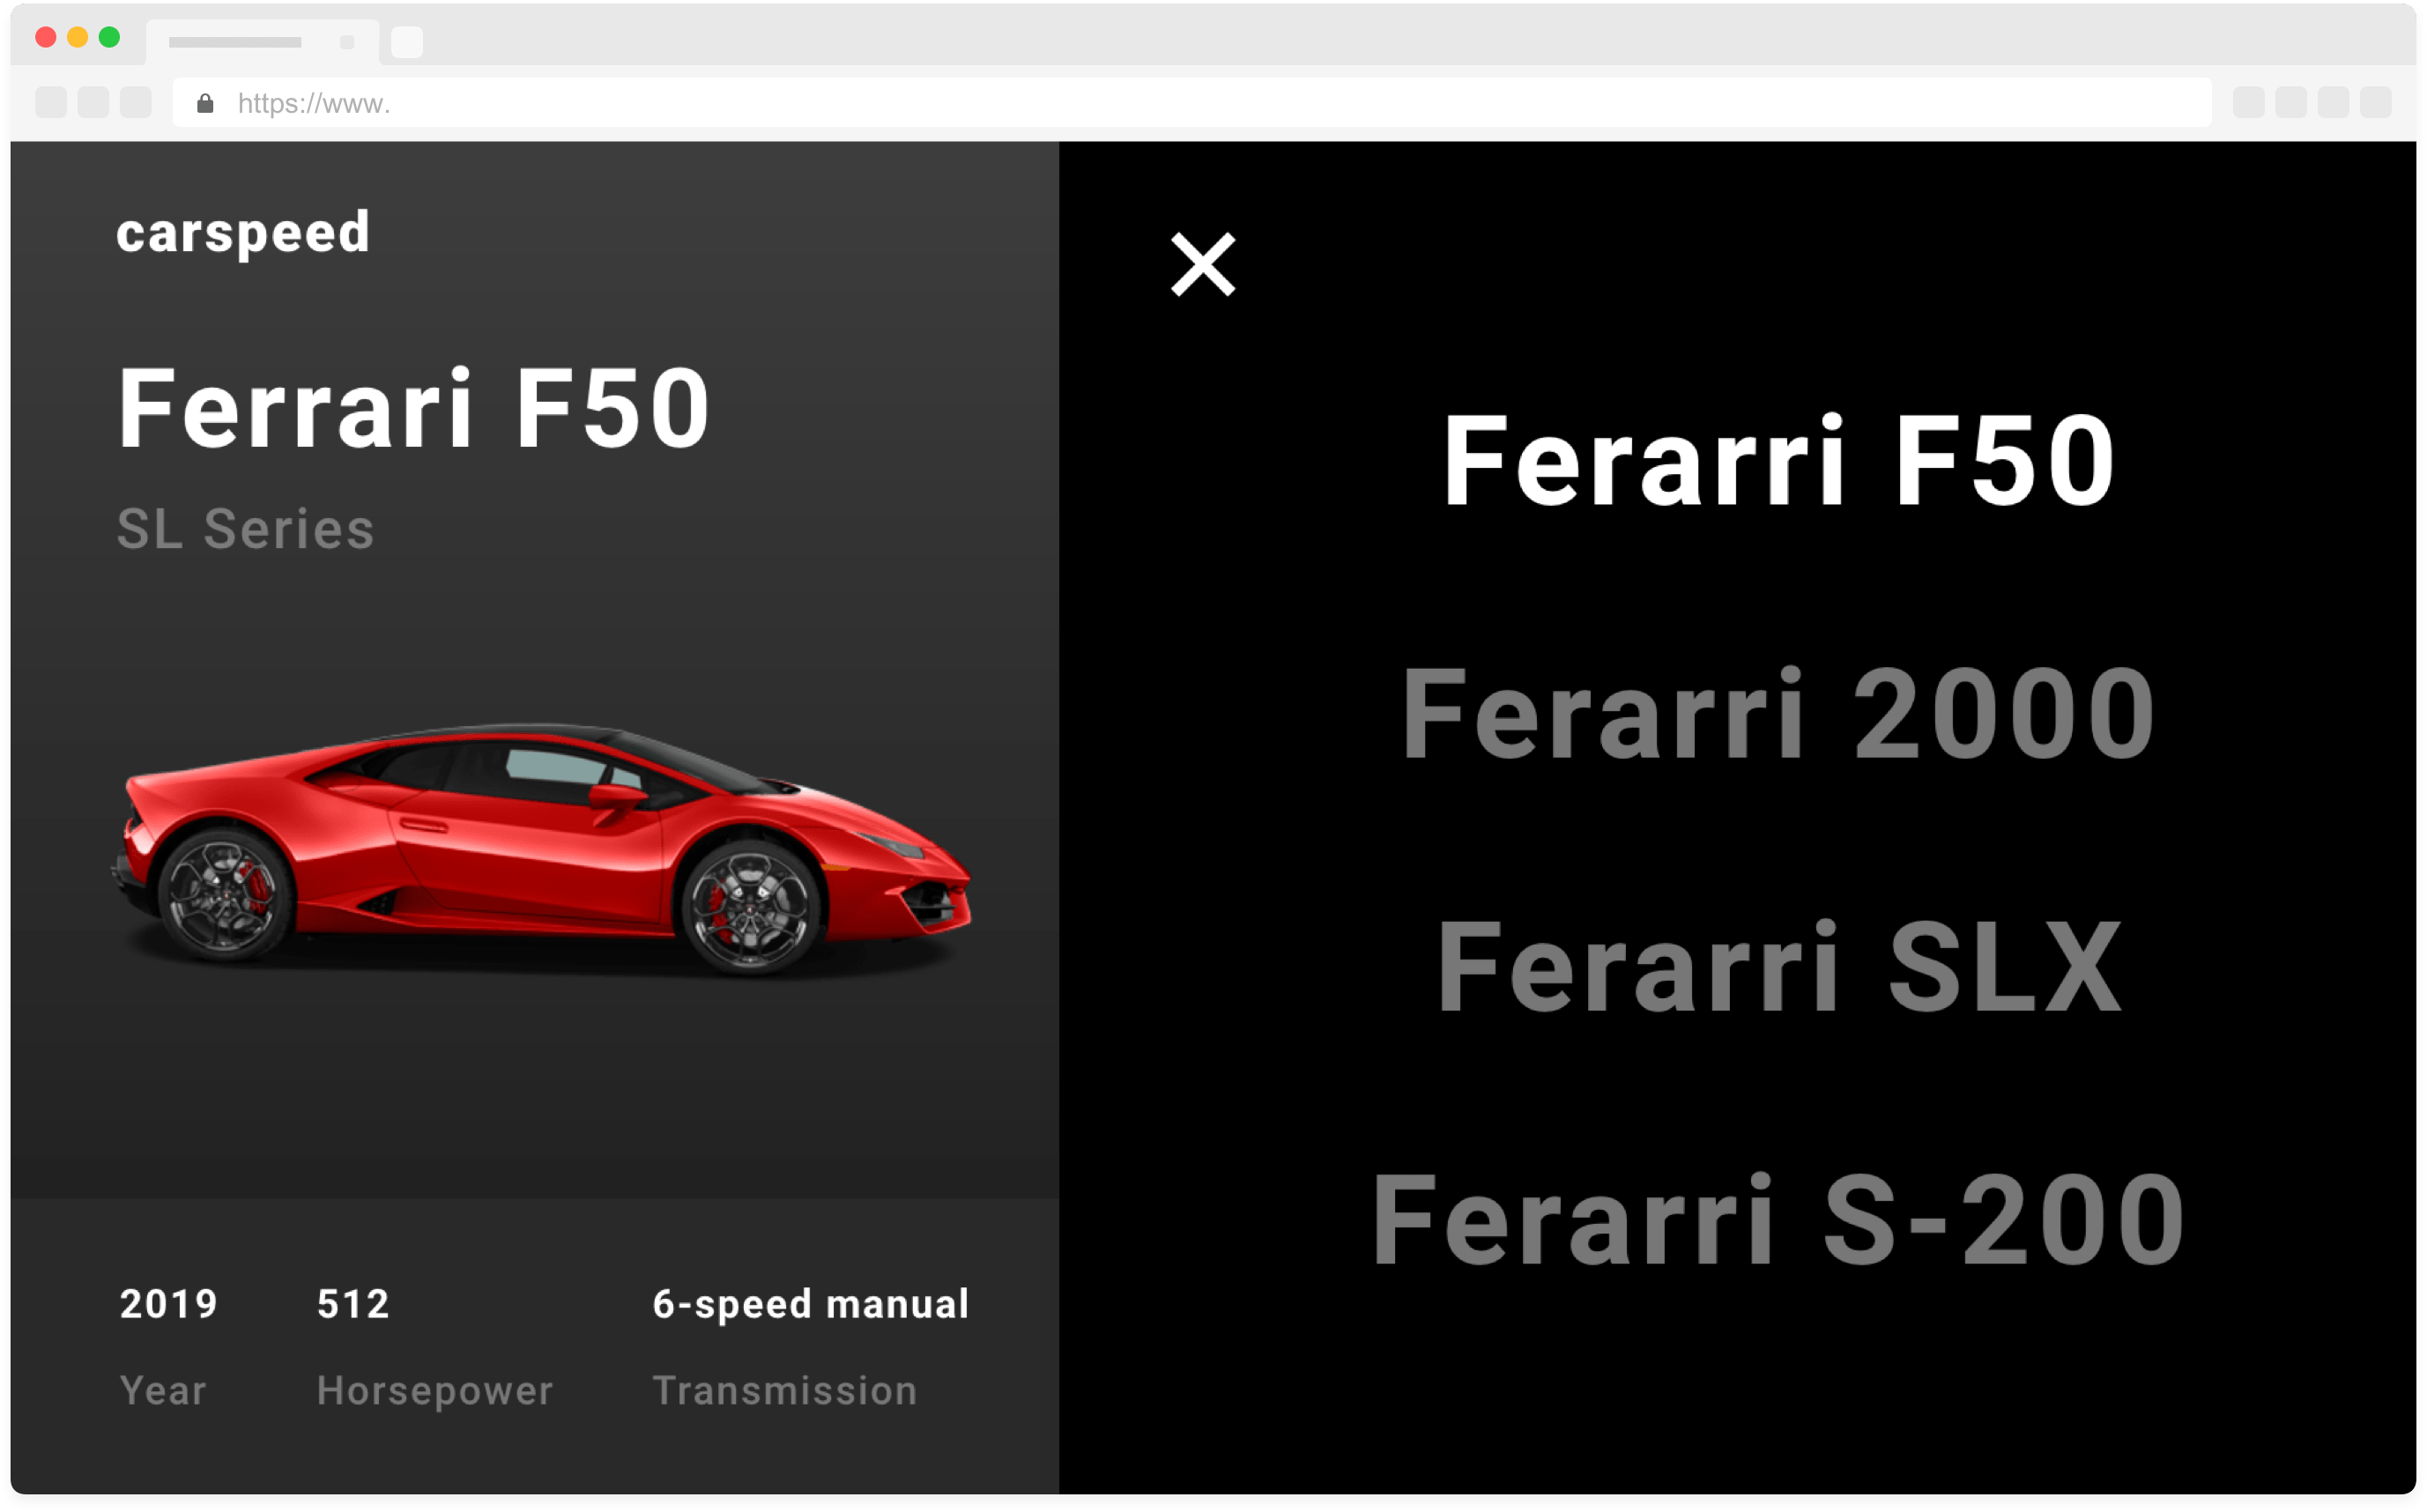 https://www.
carspeed
Ferrari F50
SL Series
2019
512
6-speed manual
Year
Horsepower
Transmission
Ferarri F50
Ferarri 2000
Ferarri SLX
Ferarri S-200